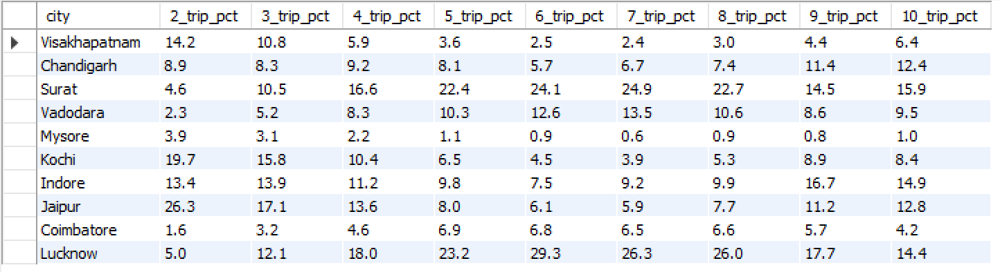 city 2_trip_pct 3_trip_pct 4_trip_pct 5_trip_pct 6_trip_pct 7_trip_pct 8_trip_pct 9_trip_pct 10_trip_pct
Visakhapatnam 14.2 10.8 5.9 3.6 2.5 2.4 3.0 4.4 6.4
Chandigarh 8.9 8.3 9.2 8.1 5.7 6.7 7.4 11.4 12.4
Surat 4.6 10.5 16.6 22.4 24.1 24.9 22.7 14.5 15.9
Vadodara 2.3 5.2 8.3 10.3 12.6 13.5 10.6 8.6 9.5
Mysore 3.9 3.1 2.2 1.1 0.9 0.6 0.9 0.8 1.0
Kochi 19.7 15.8 10.4 6.5 4.5 3.9 5.3 8.9 8.4
Indore 13.4 13.9 11.2 9.8 7.5 9.2 9.9 16.7 14.9
Jaipur 26.3 17.1 13.6 8.0 6.1 5.9 7.7 11.2 12.8
Coimbatore 1.6 3.2 4.6 6.9 6.8 6.5 6.6 5.7 4.2
Lucknow 5.0 12.1 18.0 23.2 29.3 26.3 26.0 17.7 14.4